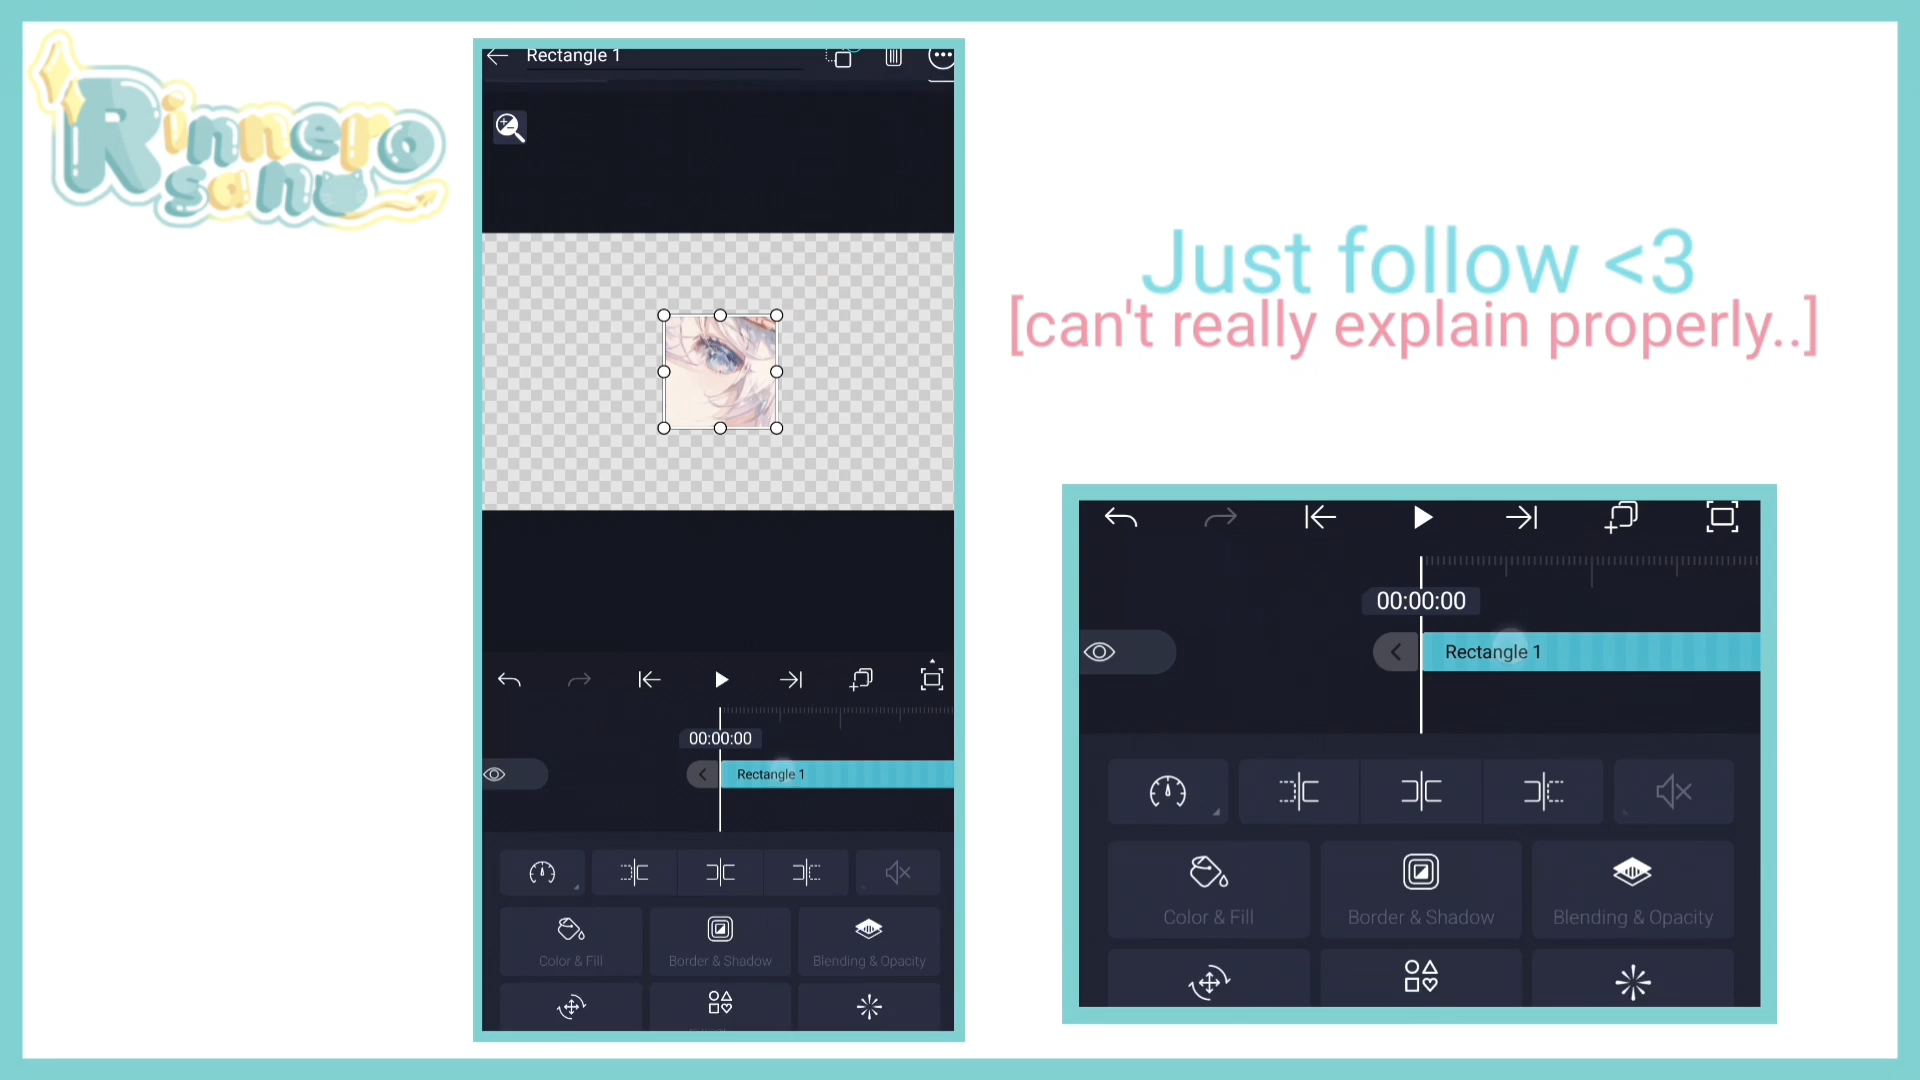 Rinnero
san
Rectangle 1
00:00:00
Rectangle 1
Color & Fill
Border & Shadow
Blending & Opacity
Just follow <3
[can't really explain properly..]
00:00:00
Rectangle 1
Color & Fill
Border & Shadow
Blending & Opacity